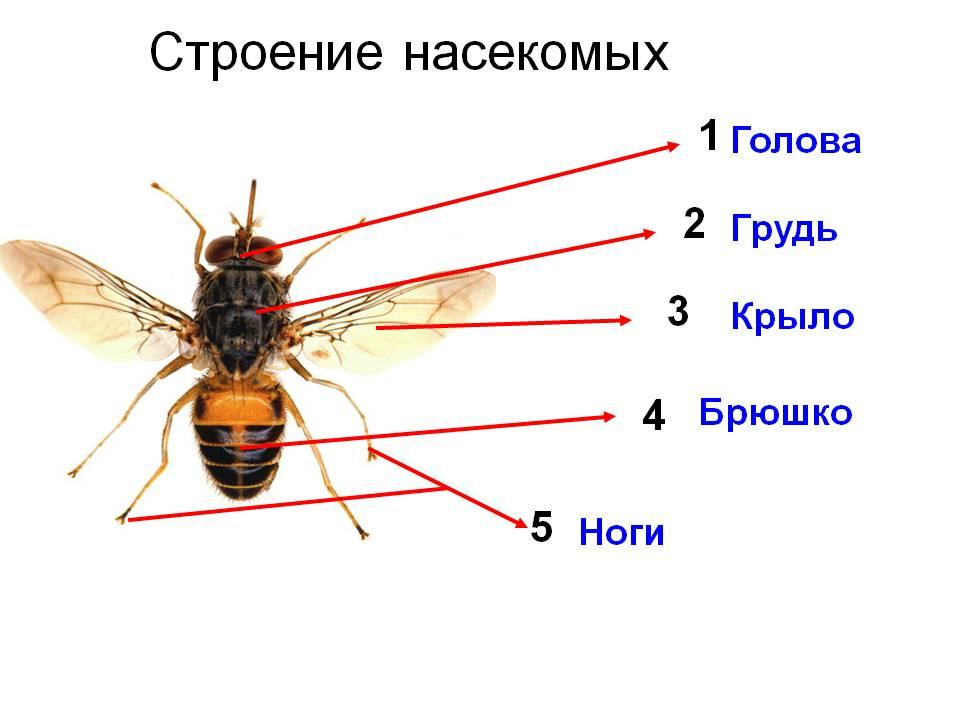 Строение насекомых
1 Голова
2 Грудь
3 Крыло
4 Брюшко
5 Ноги